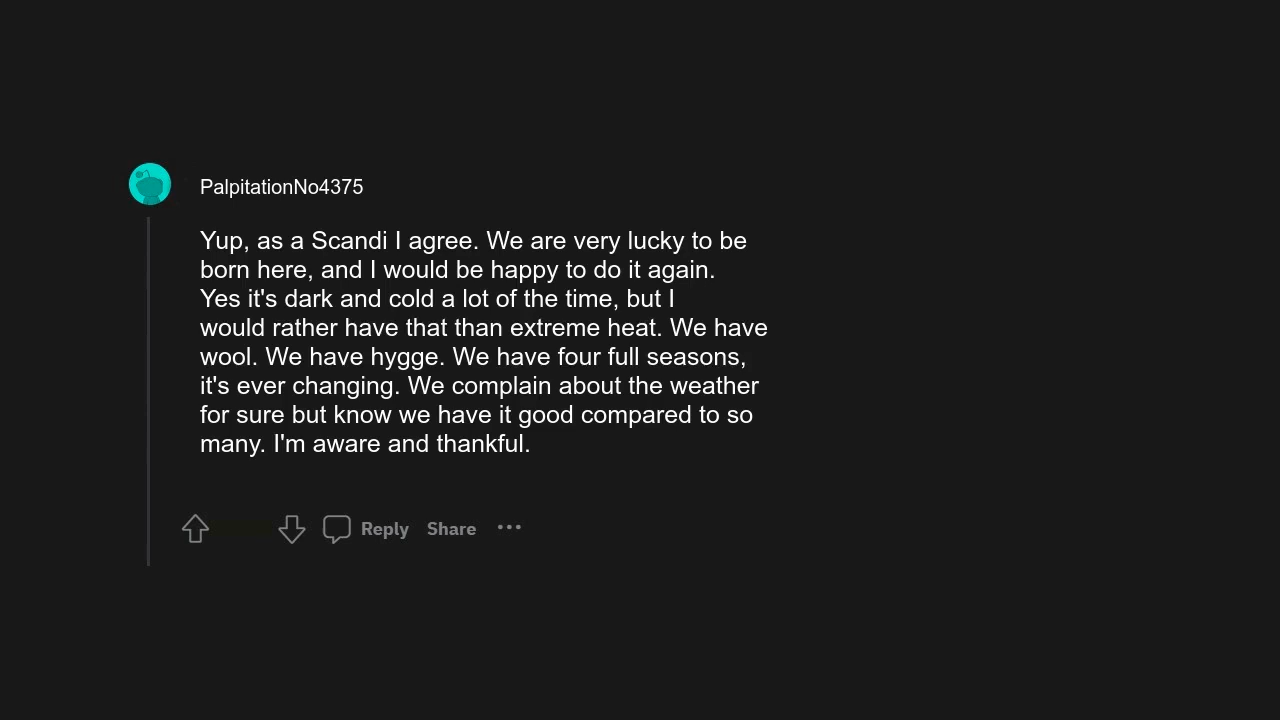 PalpitationNo4375
Yup, as a Scandi I agree. We are very lucky to be
born here, and I would be happy to do it again.
Yes it's dark and cold a lot of the time, but I
would rather have that than extreme heat. We have
wool. We have hygge. We have four full seasons,
it's ever changing. We complain about the weather
for sure but know we have it good compared to so
many. I'm aware and thankful.
Reply Share